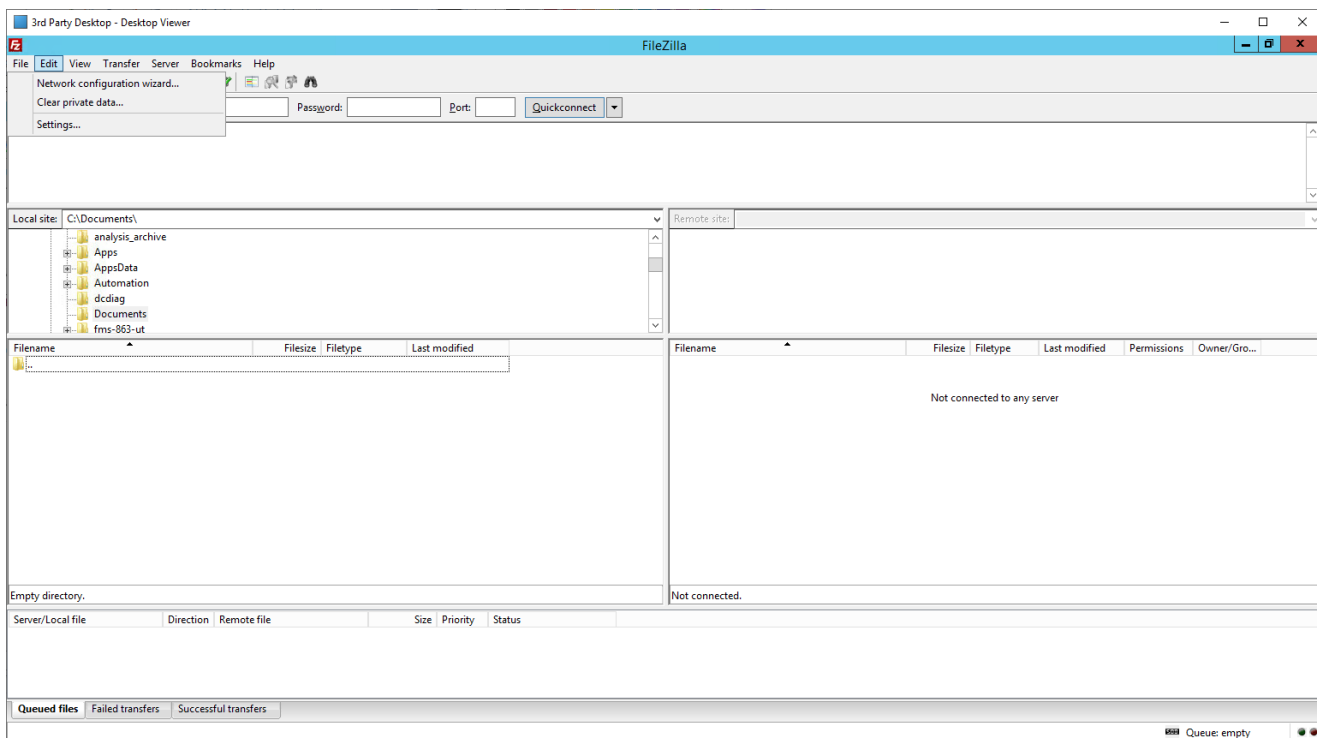 3rd Party Desktop - Desktop Viewer
FileZilla
File Edit View Transfer Server Bookmarks Help
Network configuration wizard...
Clear private data...
Settings...
Password: Port: Quickconnect
Local site: C:\Documents\
Remote site:
analysis_archive
Apps
AppsData
Automation
dcdiag
Documents
fms-863-ut
Filename Filesize Filetype Last modified
..
Filename Filesize Filetype Last modified Permissions Owner/Gro...
Not connected to any server
Empty directory.
Not connected.
Server/Local file Direction Remote file Size Priority Status
Queued files Failed transfers Successful transfers
Queue: empty